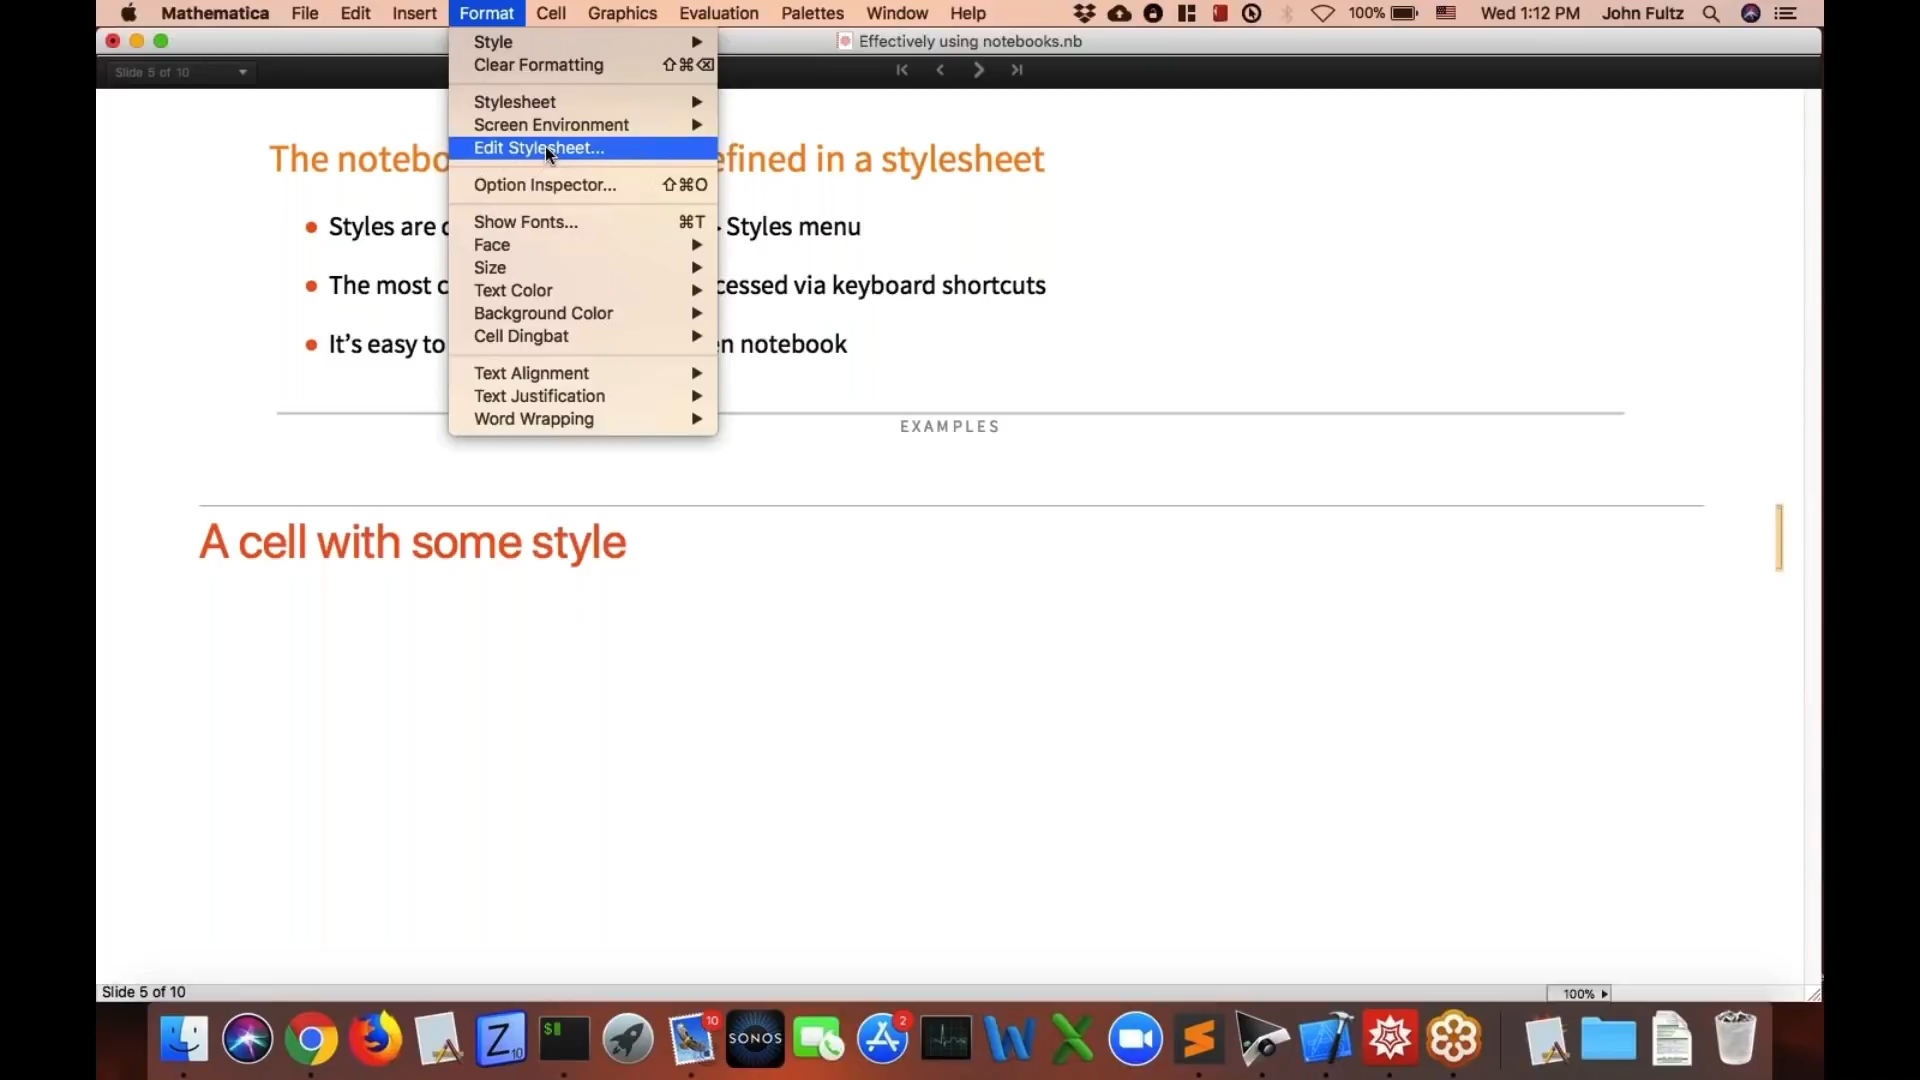 Mathematica File Edit Insert Format Cell Graphics Evaluation Palettes Window Help 100% Wed 1:12 PM John Fultz
Effectively using notebooks.nb
Slide 5 of 10
Style
Clear Formatting ⇧⌘⌫
Stylesheet
Screen Environment
Edit Stylesheet...
Option Inspector... ⇧⌘O
Show Fonts... ⌘T
Face
Size
Text Color
Background Color
Cell Dingbat
Text Alignment
Text Justification
Word Wrapping
The notebo efined in a stylesheet
Styles are Styles menu
The most c cessed via keyboard shortcuts
It's easy to n notebook
EXAMPLES
A cell with some style
Slide 5 of 10
100%
$ Z 10 10 SONOS 2 W X